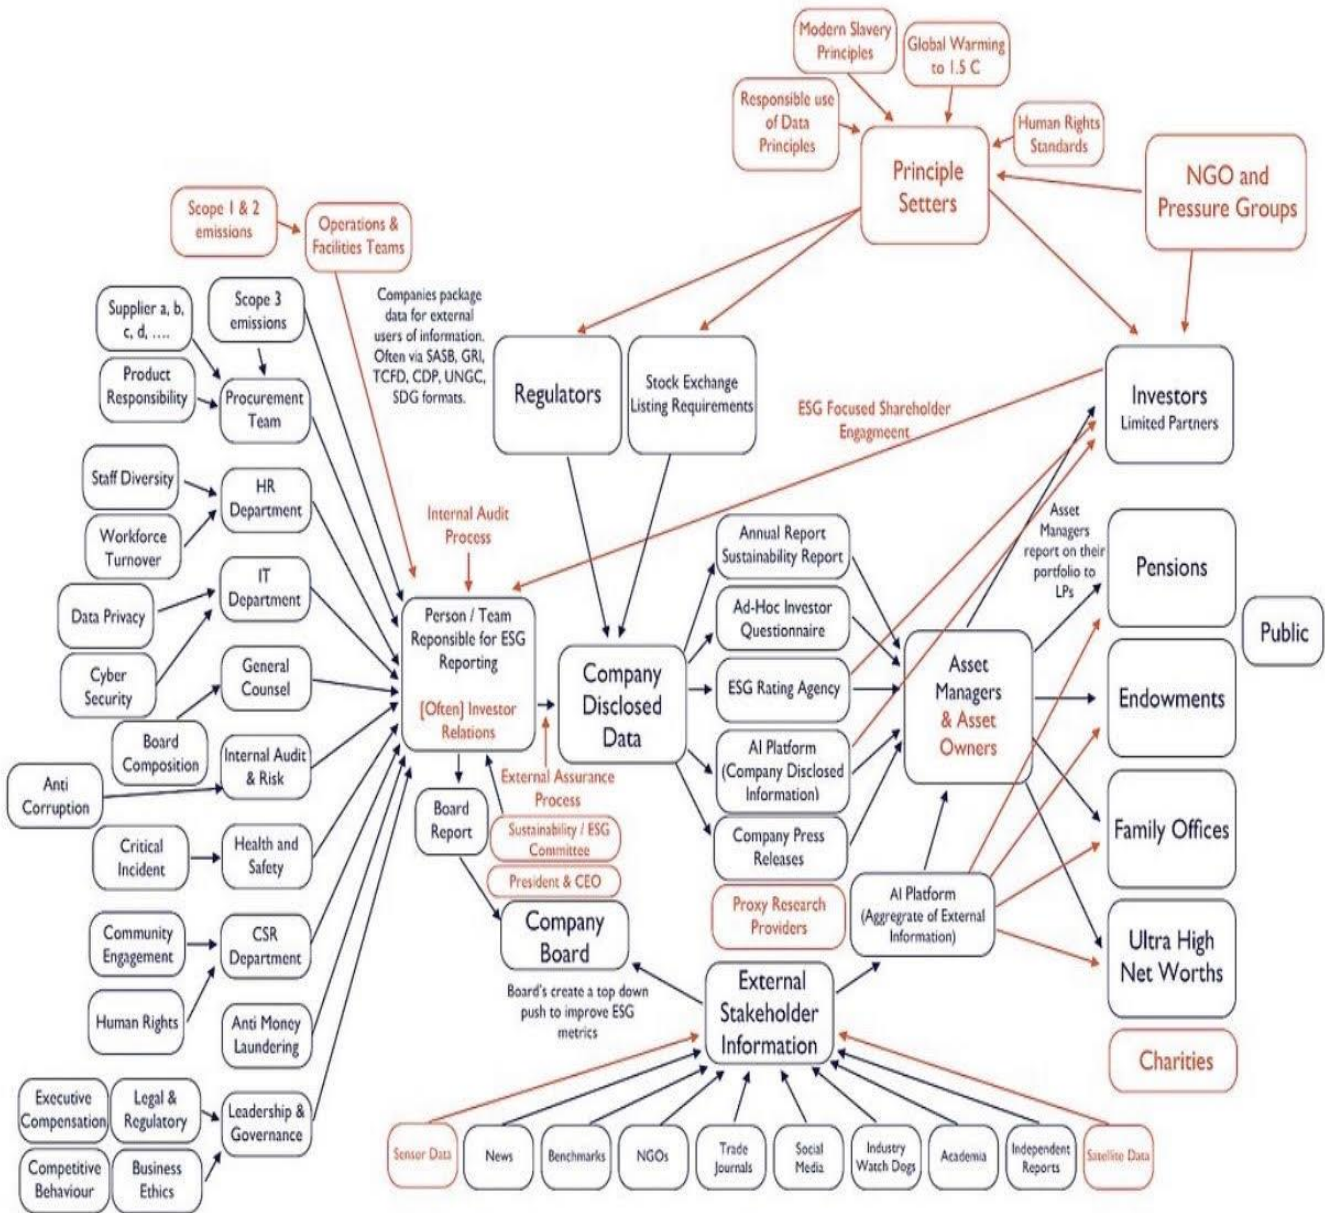 Modern Slavery
Principles
Global Warming
to 1.5 C
Responsible use
of Data
Principles
Human Rights
Standards
Principle
Setters
NGO and
Pressure Groups
Scope 1 & 2
emissions
Operations &
Facilities Teams
Supplier a, b,
c, d, ....
Scope 3
emissions
Companies package
data for external
users of information.
Often via SASB, GRI,
TCFD, CDP, UNGC,
SDG formats.
Product
Responsibility
Procurement
Team
Regulators
Stock Exchange
Listing Requirements
ESG Focused Shareholder
Engagmeent
Investors
Limited Partners
Staff Diversity
HR
Department
Workforce
Turnover
Internal Audit
Process
Asset
Managers
report on their
portfolio to
LPs
Annual Report
Sustainability Report
Pensions
IT
Department
Data Privacy
Cyber
Security
Person / Team
Reponsible for ESG
Reporting
[Often] Investor
Relations
Ad-Hoc Investor
Questionnaire
Public
General
Counsel
Company
Disclosed
Data
ESG Rating Agency
Asset
Managers
& Asset
Owners
Endowments
Board
Composition
Internal Audit
& Risk
Anti
Corruption
External Assurance
Process
AI Platform
(Company Disclosed
Information)
Board
Report
Sustainability / ESG
Committee
Company Press
Releases
Family Offices
Critical
Incident
Health and
Safety
President & CEO
Proxy Research
Providers
AI Platform
(Aggregrate of External
Information)
Company
Board
Ultra High
Net Worths
Community
Engagement
CSR
Department
Human Rights
Board's create a top down
push to improve ESG
metrics
External
Stakeholder
Information
Anti Money
Laundering
Charities
Executive
Compensation
Legal &
Regulatory
Leadership &
Governance
Competitive
Behaviour
Business
Ethics
Sensor Data
News
Benchmarks
NGOs
Trade
Journals
Social
Media
Industry
Watch Dogs
Academia
Independent
Reports
Satellite Data